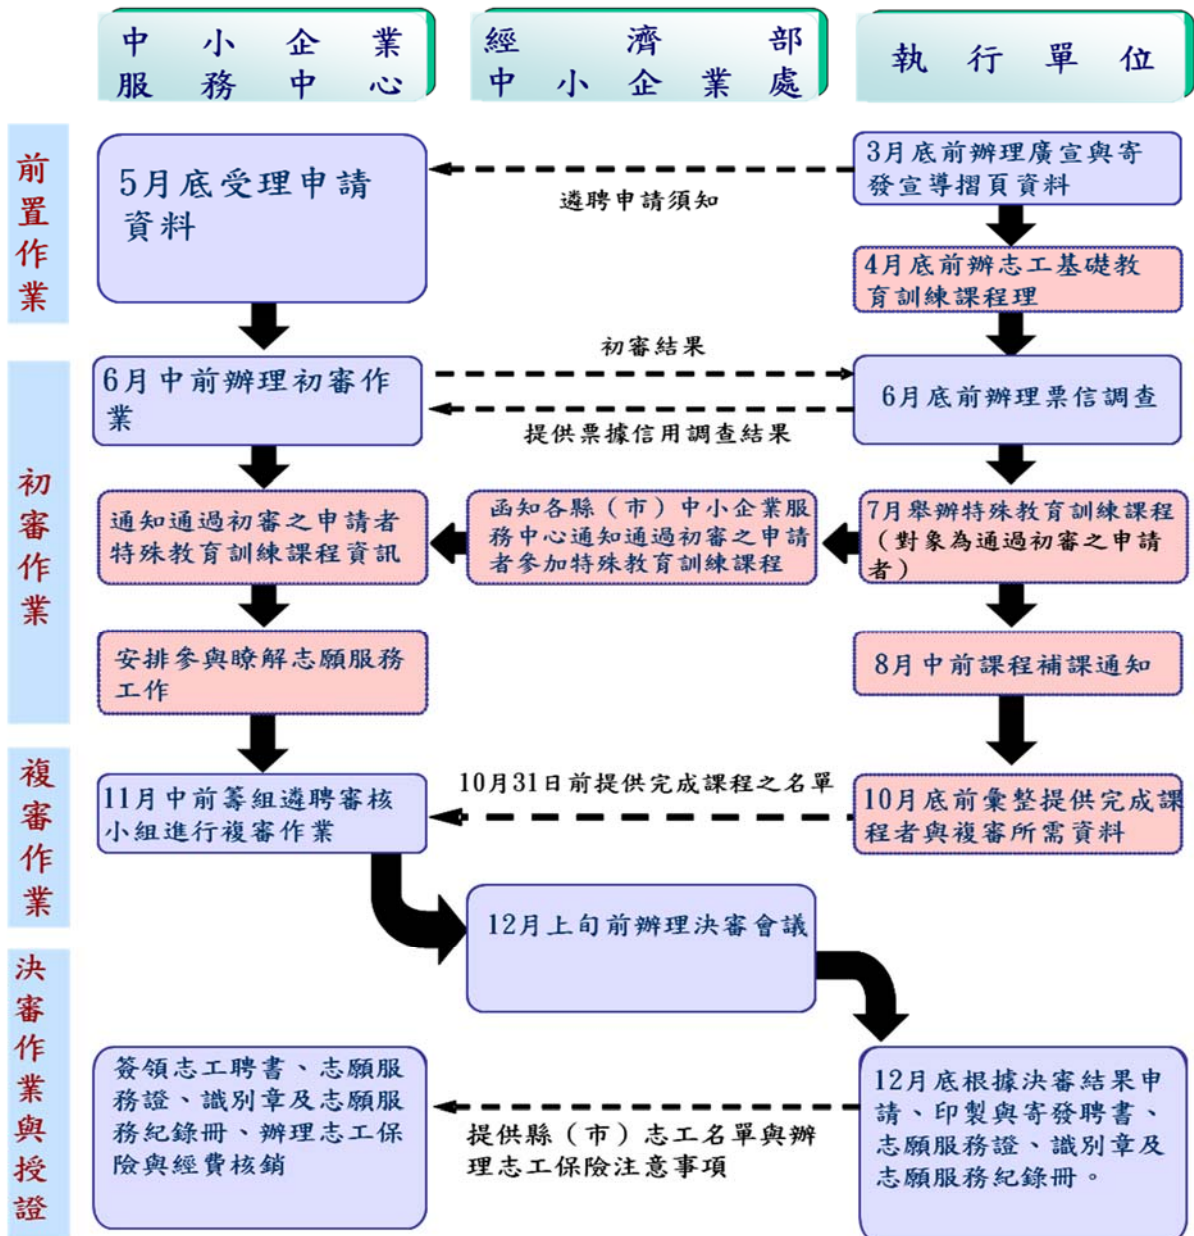 中小企業
服務中心
經濟部
中小企業處
執行單位
前置作業
5月底受理申請
資料
遴聘申請須知
3月底前辦理廣宣與寄
發宣導摺頁資料
4月底前辦志工基礎教
育訓練課程理
初審作業
6月中前辦理初審作
業
初審結果
提供票據信用調查結果
6月底前辦理票信調查
通知通過初審之申請者
特殊教育訓練課程資訊
函知各縣（市）中小企業服
務中心通知通過初審之申請
者參加特殊教育訓練課程
7月舉辦特殊教育訓練課程
（對象為通過初審之申請
者）
安排參與瞭解志願服務
工作
8月中前課程補課通知
複審作業
11月中前籌組遴聘審核
小組進行複審作業
10月31日前提供完成課程之名單
10月底前彙整提供完成課
程者與複審所需資料
12月上旬前辦理決審會議
決審作業與授證
簽領志工聘書、志願服
務證、識別章及志願服
務紀錄冊、辦理志工保
險與經費核銷
提供縣（市）志工名單與辦
理志工保險注意事項
12月底根據決審結果申
請、印製與寄發聘書、
志願服務證、識別章及
志願服務紀錄冊。